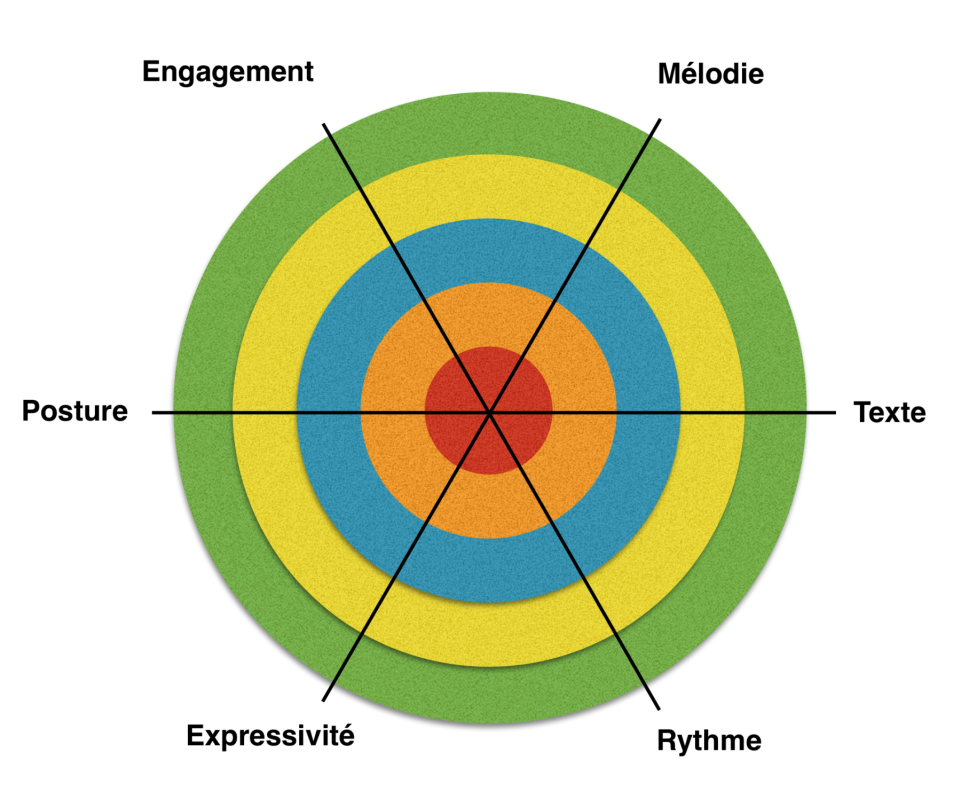 Engagement
Mélodie
Posture
Texte
Expressivité
Rythme